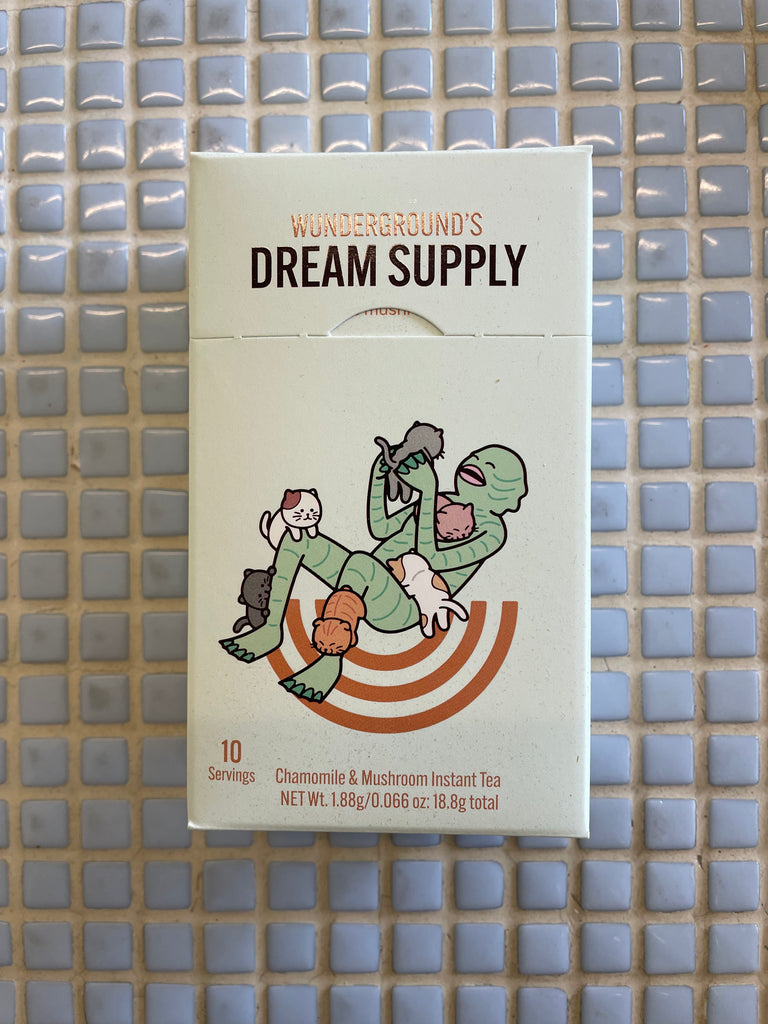 WUNDERGROUND'S
DREAM SUPPLY
10
Servings
Chamomile & Mushroom Instant Tea
NET Wt. 1.88g/0.066 oz: 18.8g total